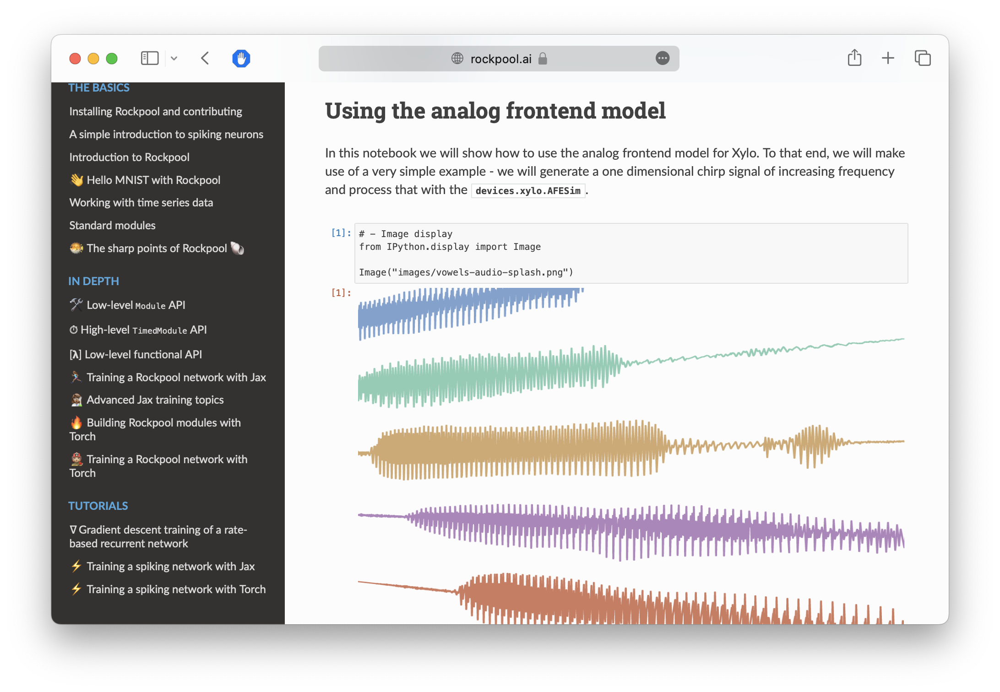 rockpool.ai
THE BASICS
Installing Rockpool and contributing
A simple introduction to spiking neurons
Introduction to Rockpool
👋 Hello MNIST with Rockpool
Working with time series data
Standard modules
🐡 The sharp points of Rockpool 🐚
IN DEPTH
🛠 Low-level Module API
⏱ High-level TimedModule API
[λ] Low-level functional API
🏃🏽‍♀️ Training a Rockpool network with Jax
👩🏽‍🔬 Advanced Jax training topics
🔥 Building Rockpool modules with
Torch
👩🏼‍🚒 Training a Rockpool network with
Torch
TUTORIALS
∇ Gradient descent training of a rate-
based recurrent network
⚡ Training a spiking network with Jax
⚡ Training a spiking network with Torch
Using the analog frontend model
In this notebook we will show how to use the analog frontend model for Xylo. To that end, we will make
use of a very simple example - we will generate a one dimensional chirp signal of increasing frequency
and process that with the devices.xylo.AFESim.
[1]: # - Image display
from IPython.display import Image
Image("images/vowels-audio-splash.png")
[1]: